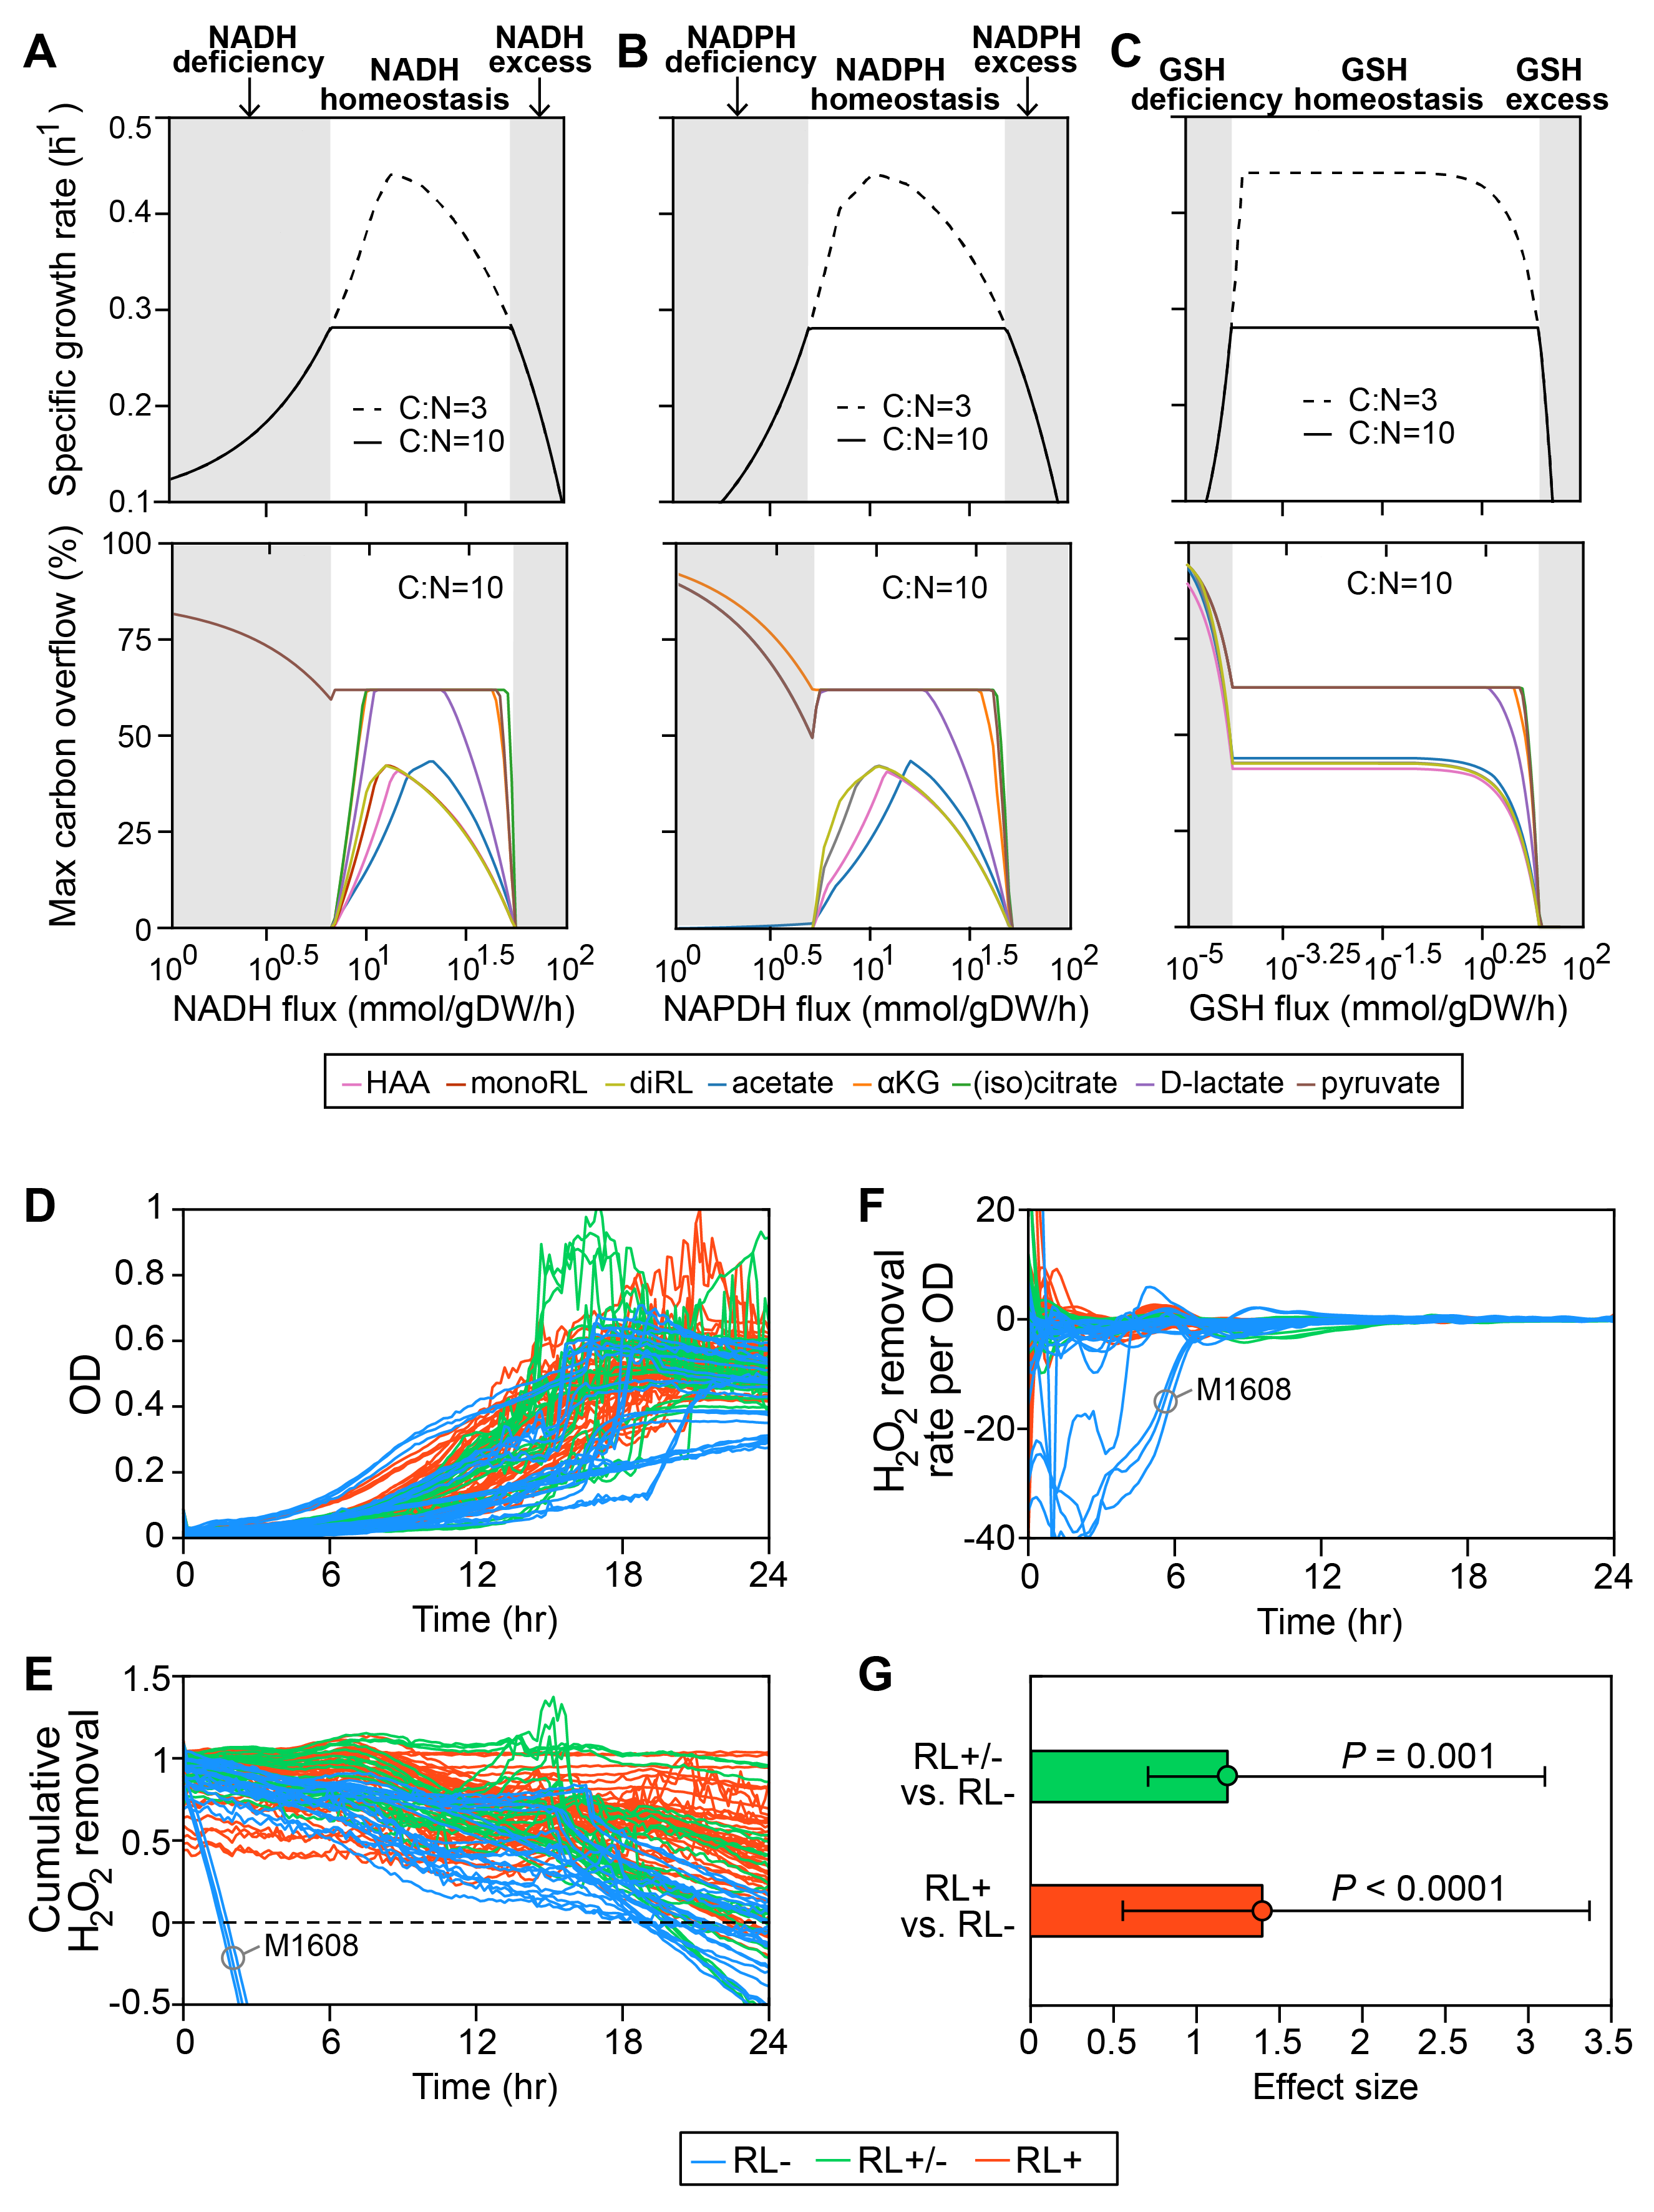 A
NADH
deficiency
NADH
homeostasis
NADH
excess
B
NADPH
deficiency
NADPH
homeostasis
NADPH
excess
C
GSH
deficiency
GSH
homeostasis
GSH
excess
Specific growth rate (h-1)
0.5
0.4
0.3
0.2
0.1
C:N=3
C:N=10
C:N=3
C:N=10
C:N=3
C:N=10
Max carbon overflow (%)
100
75
50
25
0
C:N=10
C:N=10
C:N=10
10^0 10^0.5 10^1 10^1.5 10^2
NADH flux (mmol/gDW/h)
10^0 10^0.5 10^1 10^1.5 10^2
NAPDH flux (mmol/gDW/h)
10^-5 10^-3.25 10^-1.5 10^0.25 10^2
GSH flux (mmol/gDW/h)
HAA monoRL diRL acetate αKG (iso)citrate D-lactate pyruvate
D
OD
1
0.8
0.6
0.4
0.2
0
0 6 12 18 24
Time (hr)
F
H2O2 removal
rate per OD
20
0
-20
-40
M1608
0 6 12 18 24
Time (hr)
E
Cumulative
H2O2 removal
1.5
1
0.5
0
-0.5
M1608
0 6 12 18 24
Time (hr)
G
RL+/-
vs. RL-
P = 0.001
RL+
vs. RL-
P < 0.0001
0 0.5 1 1.5 2 2.5 3 3.5
Effect size
RL- RL+/- RL+